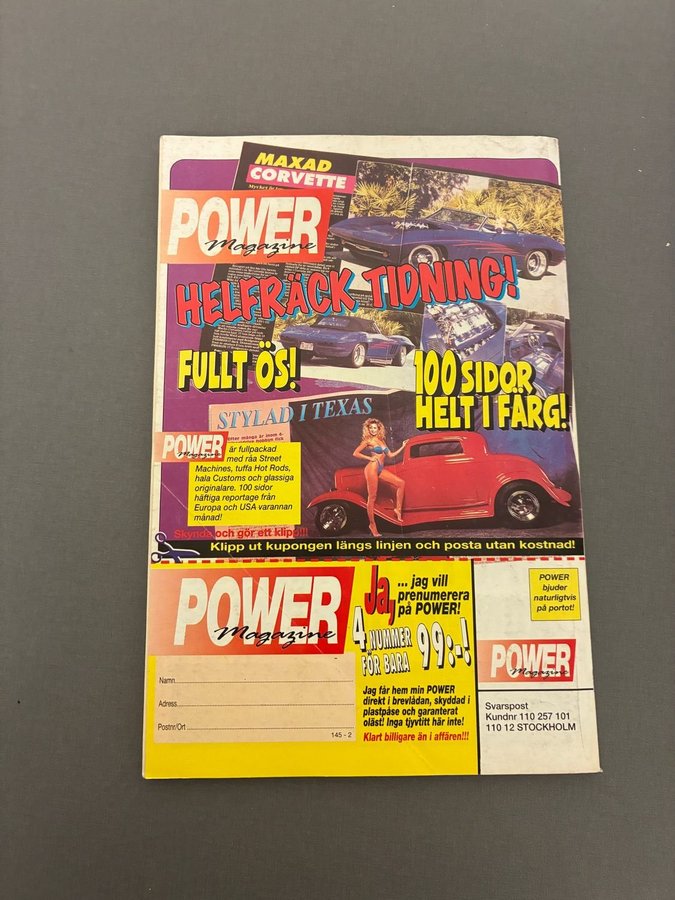 MAXAD
CORVETTE
POWER
Magazine
HELFRÄCK TIDNING!
FULLT ÖS!
100 SIDOR
HELT I FÄRG!
STYLAD I TEXAS
POWER
Magazine
är fullpackad
med råa Street
Machines, tuffa Hot Rods,
hala Customs och glassiga
originalare. 100 sidor
häftiga reportage från
Europa och USA varannan
månad!
Skynda och gör ett klipp!!!
Klipp ut kupongen längs linjen och posta utan kostnad!
POWER
Magazine
Namn
Adress
Postnr/Ort
145 - 2
Ja, ... jag vill
prenumerera
på POWER!
4 NUMMER
FÖR BARA 99:-!
Jag får hem min POWER
direkt i brevlådan, skyddad i
plastpåse och garanterat
oläst! Inga tjyvtitt här inte!
Klart billigare än i affären!!!
POWER
bjuder
naturligtvis
på portot!
POWER
Magazine
Svarspost
Kundnr 110 257 101
110 12 STOCKHOLM